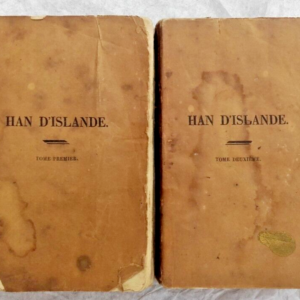 HAN D'ISLANDE.
TOME PREMIER.
HAN D'ISLANDE.
TOME DEUXIÈME.